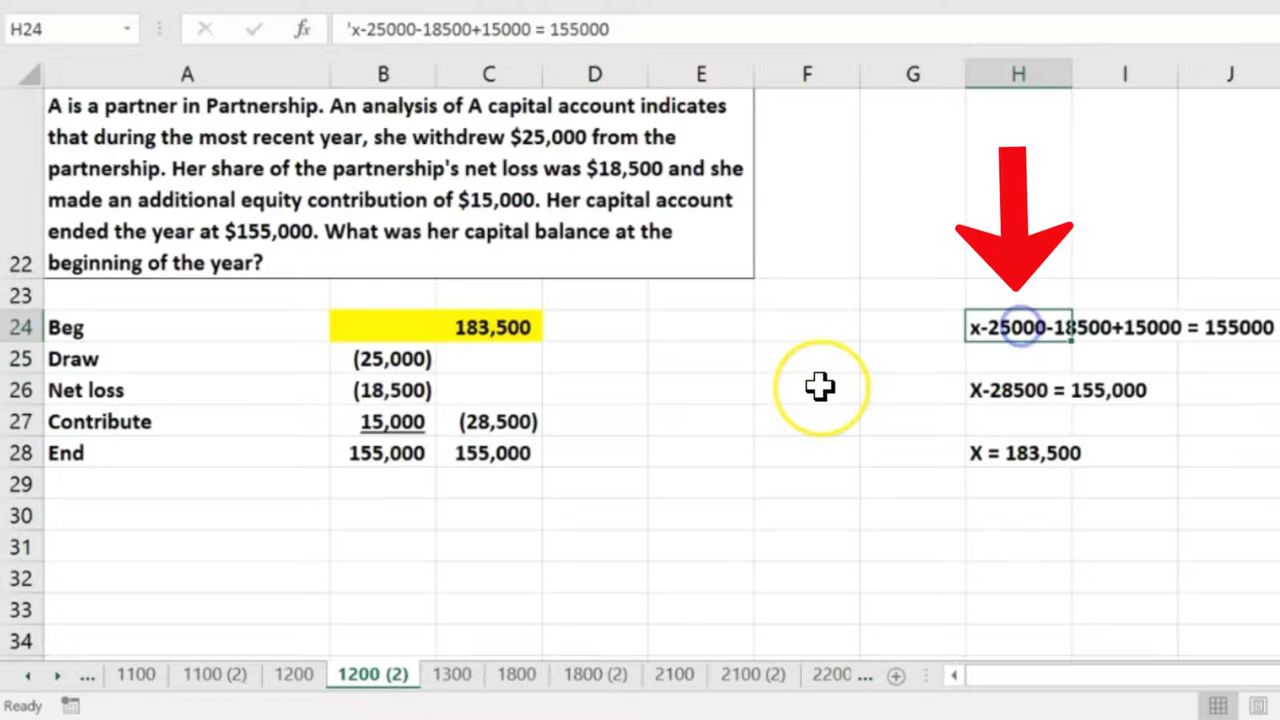 H24
fx
'x-25000-18500+15000 = 155000
A B C D E F G H I J
A is a partner in Partnership. An analysis of A capital account indicates
that during the most recent year, she withdrew $25,000 from the
partnership. Her share of the partnership's net loss was $18,500 and she
made an additional equity contribution of $15,000. Her capital account
ended the year at $155,000. What was her capital balance at the
22 beginning of the year?
23
24 Beg 183,500 x-25000-18500+15000 = 155000
25 Draw (25,000)
26 Net loss (18,500) X-28500 = 155,000
27 Contribute 15,000 (28,500)
28 End 155,000 155,000 X = 183,500
29
30
31
32
33
34
... 1100 1100 (2) 1200 1200 (2) 1300 1800 1800 (2) 2100 2100 (2) 2200 ...
Ready